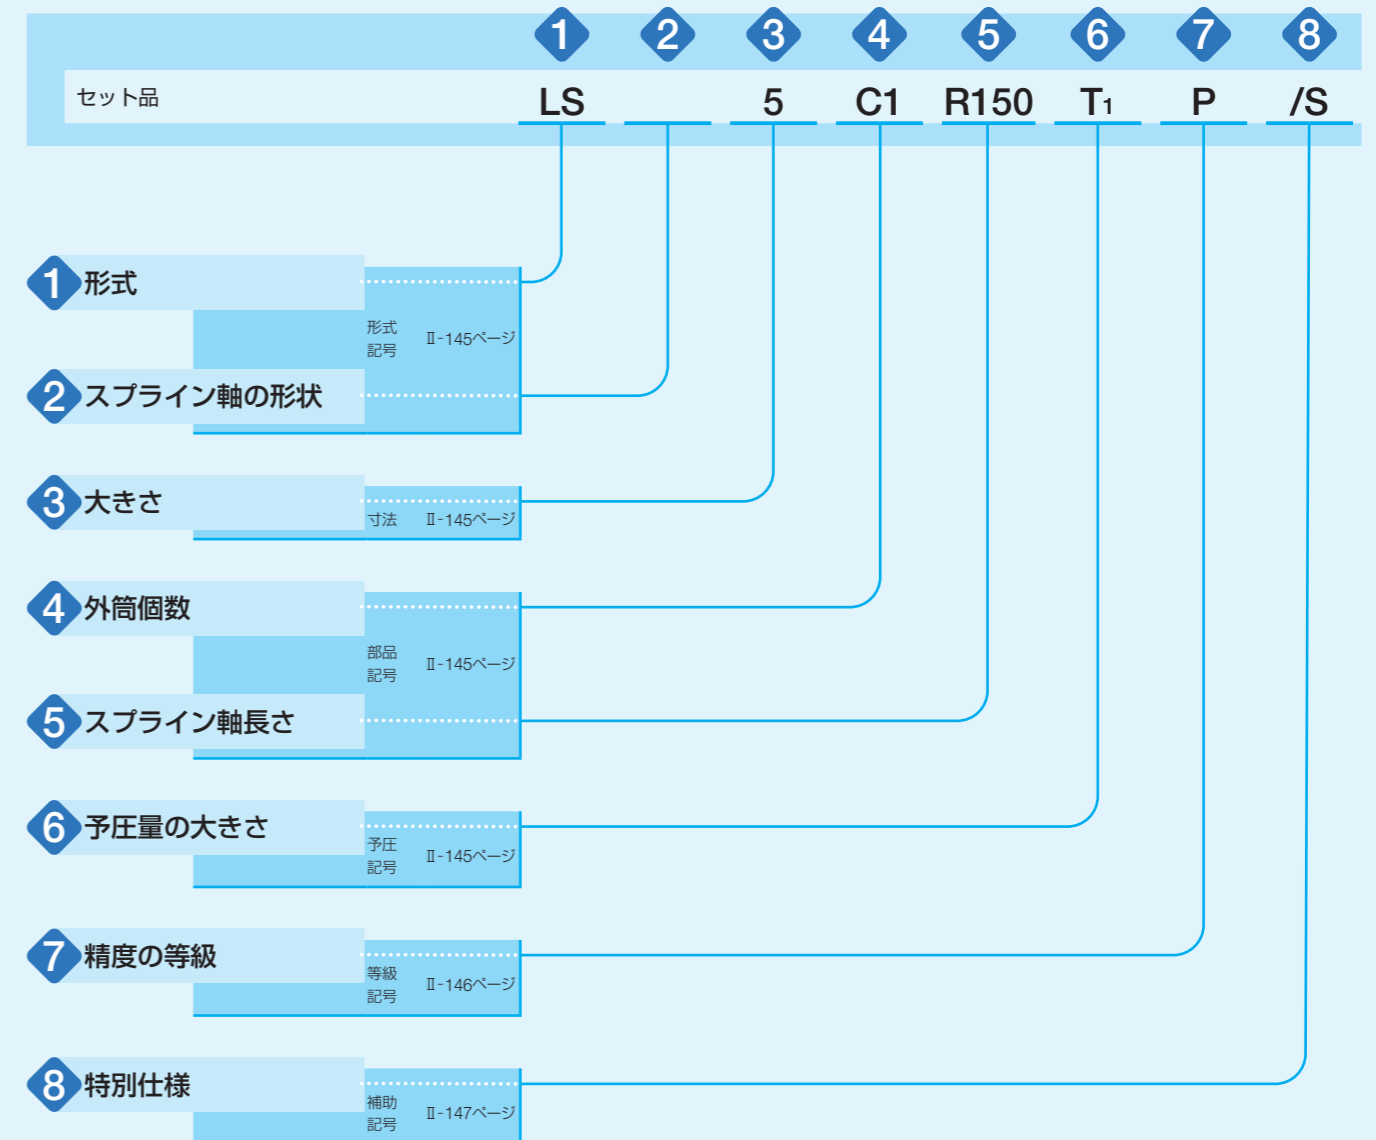 1 2 3 4 5 6 7 8
セット品 LS 5 C1 R150 T1 P /S
1 形式
形式
記号 Ⅱ-145ページ
2 スプライン軸の形状
3 大きさ
寸法 Ⅱ-145ページ
4 外筒個数
部品
記号 Ⅱ-145ページ
5 スプライン軸長さ
6 予圧量の大きさ
予圧
記号 Ⅱ-145ページ
7 精度の等級
等級
記号 Ⅱ-146ページ
8 特別仕様
補助
記号 Ⅱ-147ページ